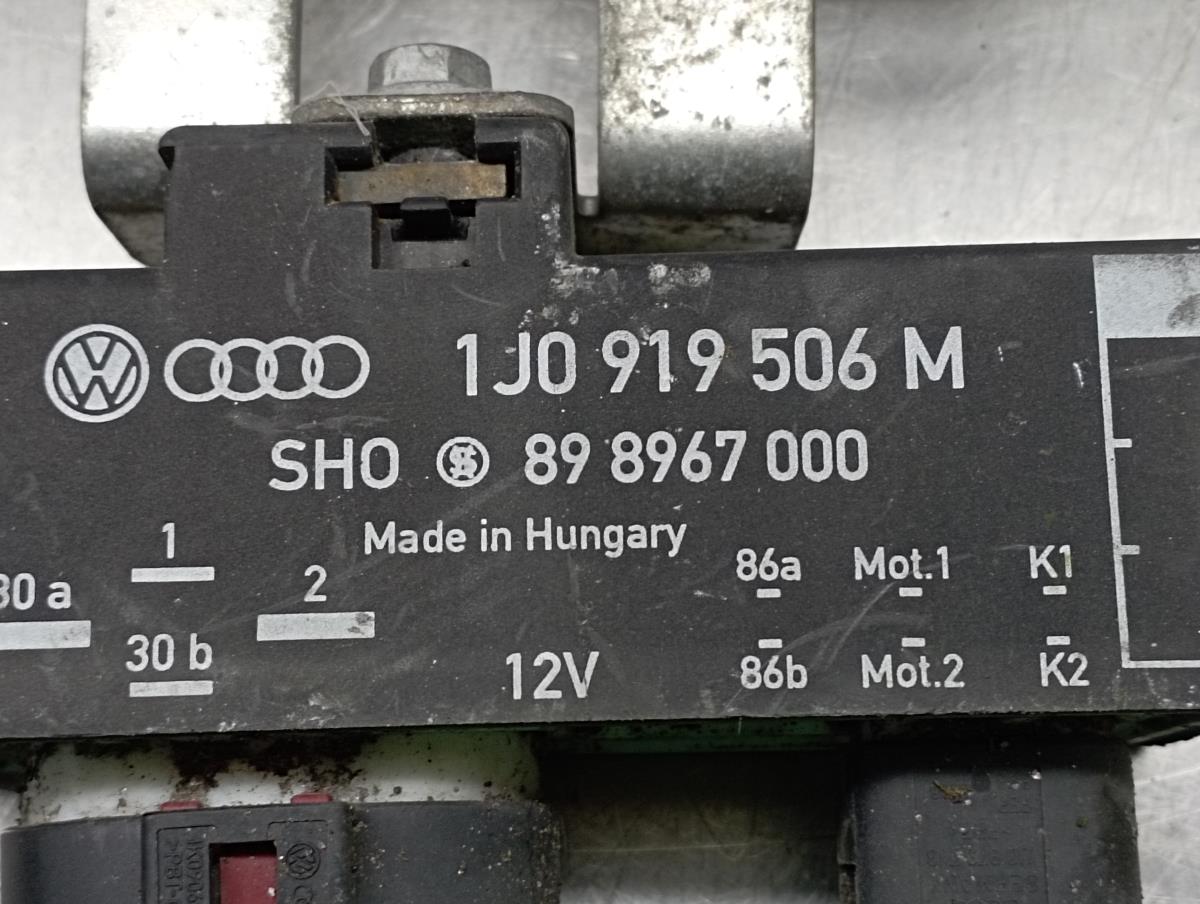 1J0 919 506 M
SHO 89 8967 000
Made in Hungary
1
2
30 b
12V
86a Mot.1 K1
86b Mot.2 K2